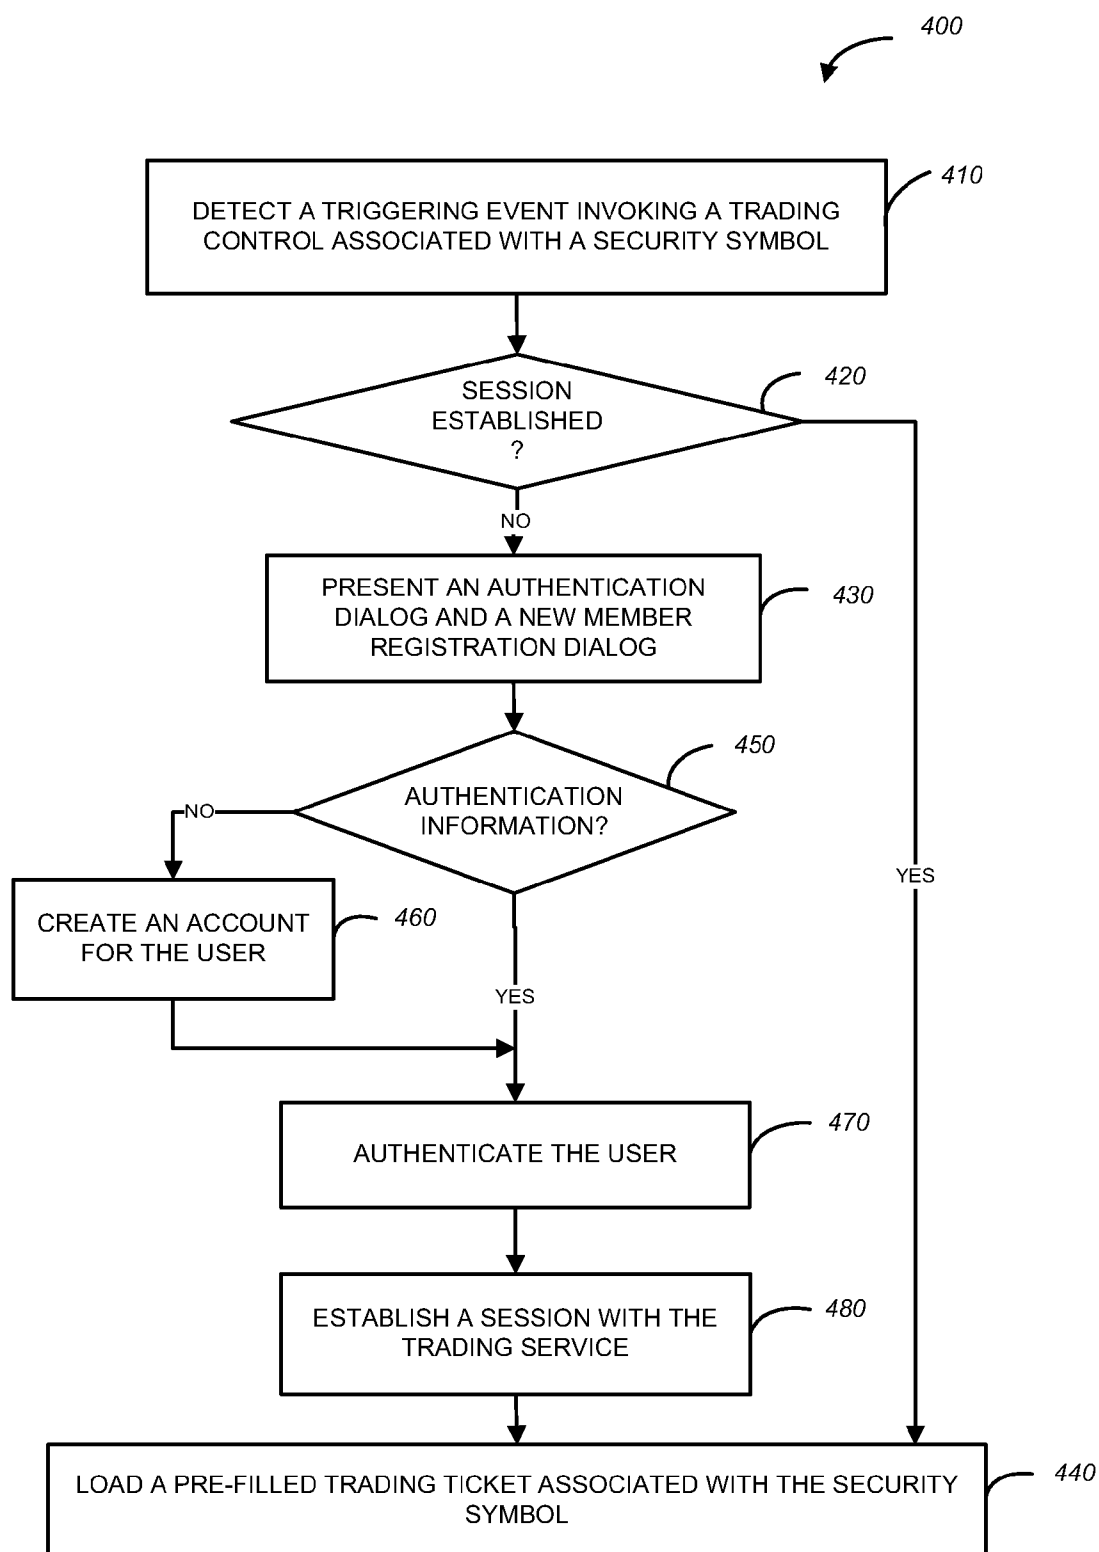 400
DETECT A TRIGGERING EVENT INVOKING A TRADING
CONTROL ASSOCIATED WITH A SECURITY SYMBOL
410
SESSION
ESTABLISHED
?
420
NO
PRESENT AN AUTHENTICATION
DIALOG AND A NEW MEMBER
REGISTRATION DIALOG
430
AUTHENTICATION
INFORMATION?
450
NO
YES
CREATE AN ACCOUNT
FOR THE USER
460
YES
AUTHENTICATE THE USER
470
ESTABLISH A SESSION WITH THE
TRADING SERVICE
480
LOAD A PRE-FILLED TRADING TICKET ASSOCIATED WITH THE SECURITY
SYMBOL
440